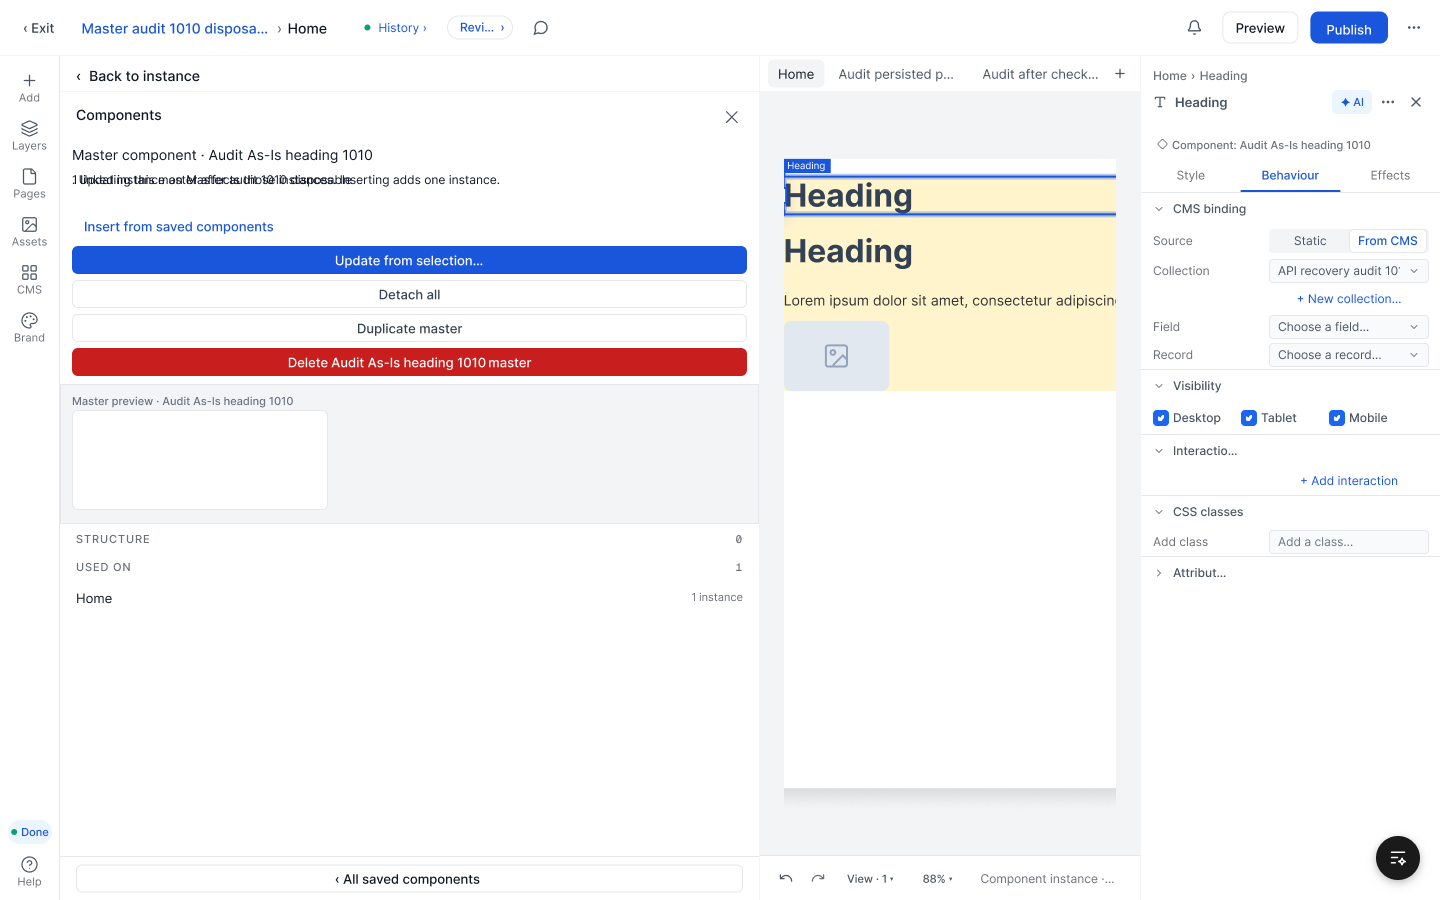 ‹ Exit
Master audit 1010 disposa... › Home
History ›
Revi... ›
Preview
Publish
Add
Layers
Pages
Assets
CMS
Brand
Done
Help
‹ Back to instance
Components
Master component · Audit As-Is heading 1010
Inserting adds one instance.
Insert from saved components
Update from selection...
Detach all
Duplicate master
Delete Audit As-Is heading 1010 master
Master preview · Audit As-Is heading 1010
STRUCTURE 0
USED ON 1
Home 1 instance
‹ All saved components
Home
Audit persisted p...
Audit after check...
Heading
Heading
Heading
Lorem ipsum dolor sit amet, consectetur adipiscing
View · 1
88%
Component instance ·...
Home › Heading
Heading
AI
Component: Audit As-Is heading 1010
Style
Behaviour
Effects
CMS binding
Source Static From CMS
Collection API recovery audit 10
+ New collection...
Field Choose a field...
Record Choose a record...
Visibility
Desktop Tablet Mobile
Interactio...
+ Add interaction
CSS classes
Add class Add a class...
Attribut...